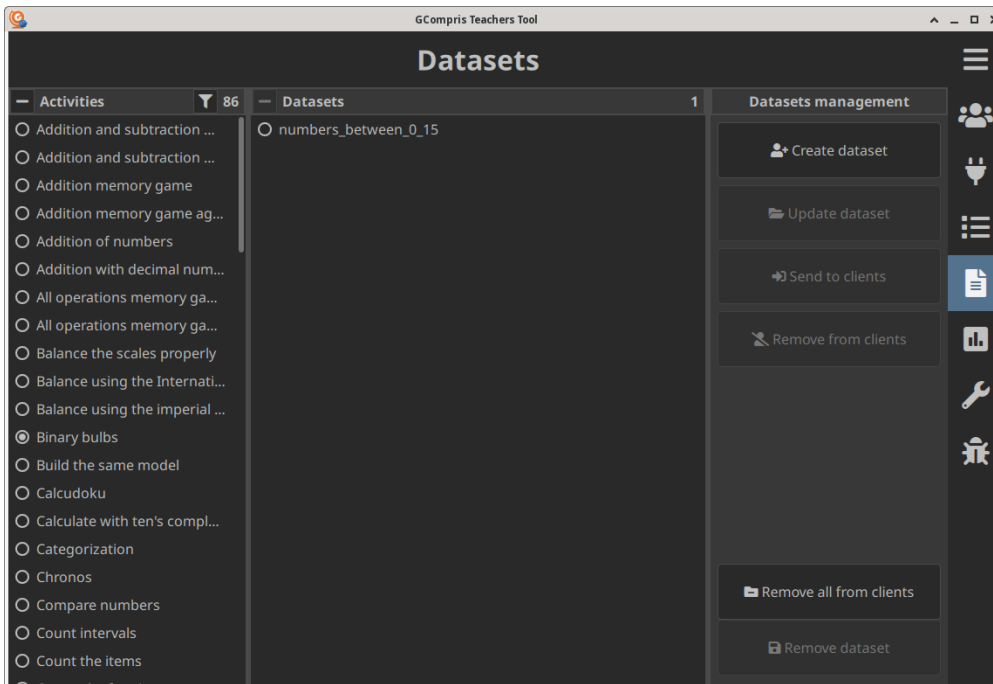 GCompris Teachers Tool
Datasets
Activities 86
Datasets 1
Datasets management
Addition and subtraction ...
Addition and subtraction ...
Addition memory game
Addition memory game ag...
Addition of numbers
Addition with decimal num...
All operations memory ga...
All operations memory ga...
Balance the scales properly
Balance using the Internati...
Balance using the imperial ...
Binary bulbs
Build the same model
Calcudoku
Calculate with ten's compl...
Categorization
Chronos
Compare numbers
Count intervals
Count the items
numbers_between_0_15
Create dataset
Update dataset
Send to clients
Remove from clients
Remove all from clients
Remove dataset